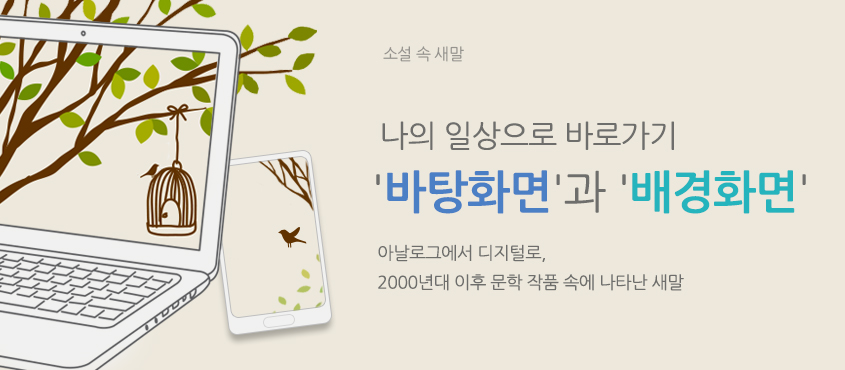 소설 속 새말
나의 일상으로 바로가기
'바탕화면'과 '배경화면'
아날로그에서 디지털로,
2000년대 이후 문학 작품 속에 나타난 새말